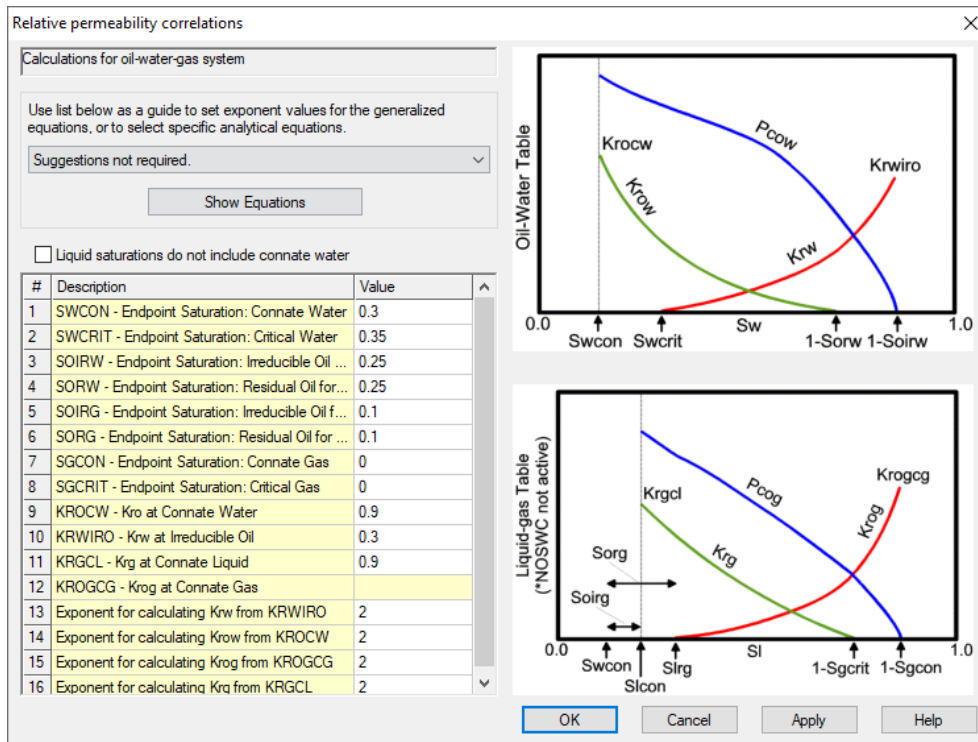 Relative permeability correlations
Calculations for oil-water-gas system
Use list below as a guide to set exponent values for the generalized
equations, or to select specific analytical equations.
Suggestions not required.
Show Equations
Liquid saturations do not include connate water
# Description Value
1 SWCON - Endpoint Saturation: Connate Water 0.3
2 SWCRIT - Endpoint Saturation: Critical Water 0.35
3 SOIRW - Endpoint Saturation: Irreducible Oil ... 0.25
4 SORW - Endpoint Saturation: Residual Oil for... 0.25
5 SOIRG - Endpoint Saturation: Irreducible Oil f... 0.1
6 SORG - Endpoint Saturation: Residual Oil for ... 0.1
7 SGCON - Endpoint Saturation: Connate Gas 0
8 SGCRIT - Endpoint Saturation: Critical Gas 0
9 KROCW - Kro at Connate Water 0.9
10 KRWIRO - Krw at Irreducible Oil 0.3
11 KRGCL - Krg at Connate Liquid 0.9
12 KROGCG - Krog at Connate Gas
13 Exponent for calculating Krw from KRWIRO 2
14 Exponent for calculating Krow from KROCW 2
15 Exponent for calculating Krog from KROGCG 2
16 Exponent for calculating Krg from KRGCL 2
Oil-Water Table
Krocw
Pcow
Krwiro
Krow
Krw
0.0 Sw 1.0
Swcon Swcrit 1-Sorw 1-Soirw
Liquid-gas Table
(*NOSWC not active)
Krgcl
Pcog
Krogcg
Krog
Krg
Sorg
Soirg
0.0 Sl 1.0
Swcon Slrg 1-Sgcrit 1-Sgcon
Slcon
OK Cancel Apply Help